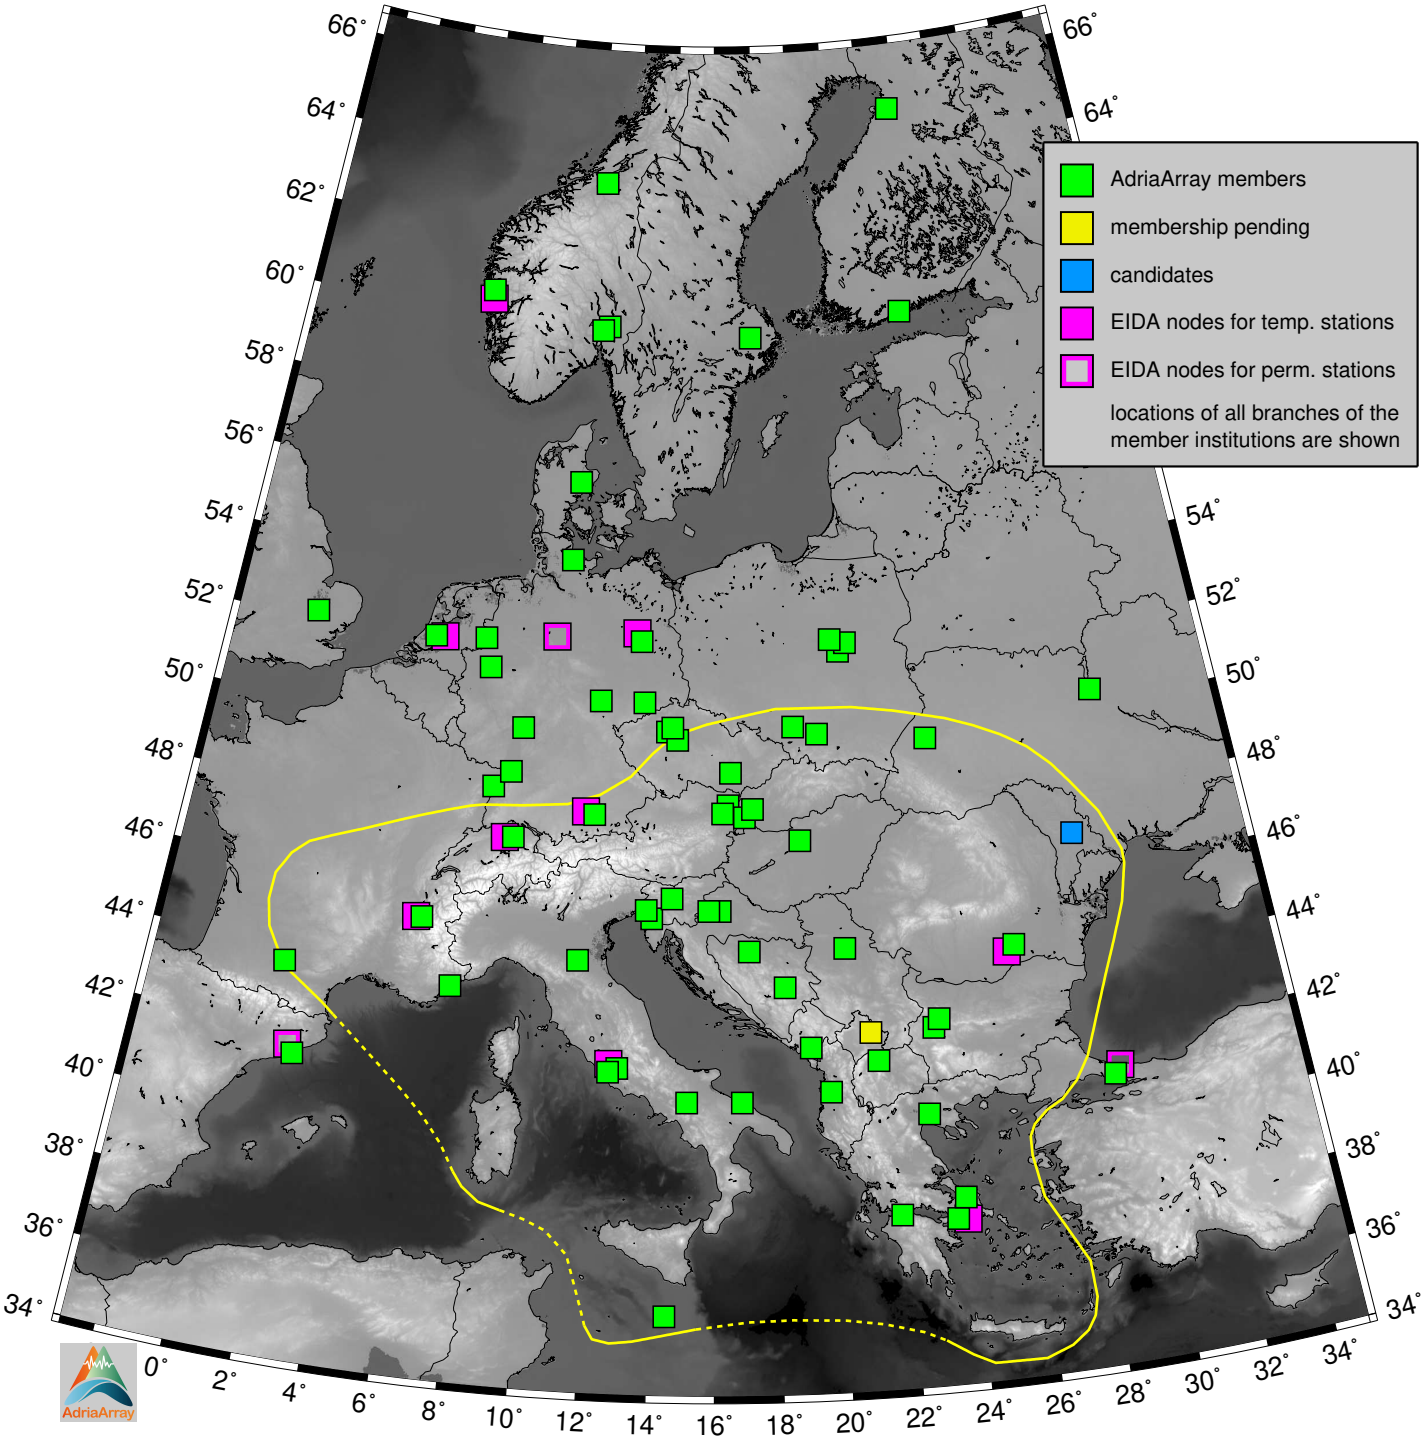 66° 66°
64° 64°
AdriaArray members
62°
membership pending
60°
candidates
EIDA nodes for temp. stations
58°
EIDA nodes for perm. stations
locations of all branches of the
56°
member institutions are shown
54° 54°
52° 52°
50° 50°
48° 48°
46° 46°
44° 44°
42° 42°
40° 40°
38° 38°
36° 36°
34° 34°
0° 2° 4° 6° 8° 10° 12° 14° 16° 18° 20° 22° 24° 26° 28° 30° 32° 34°
AdriaArray